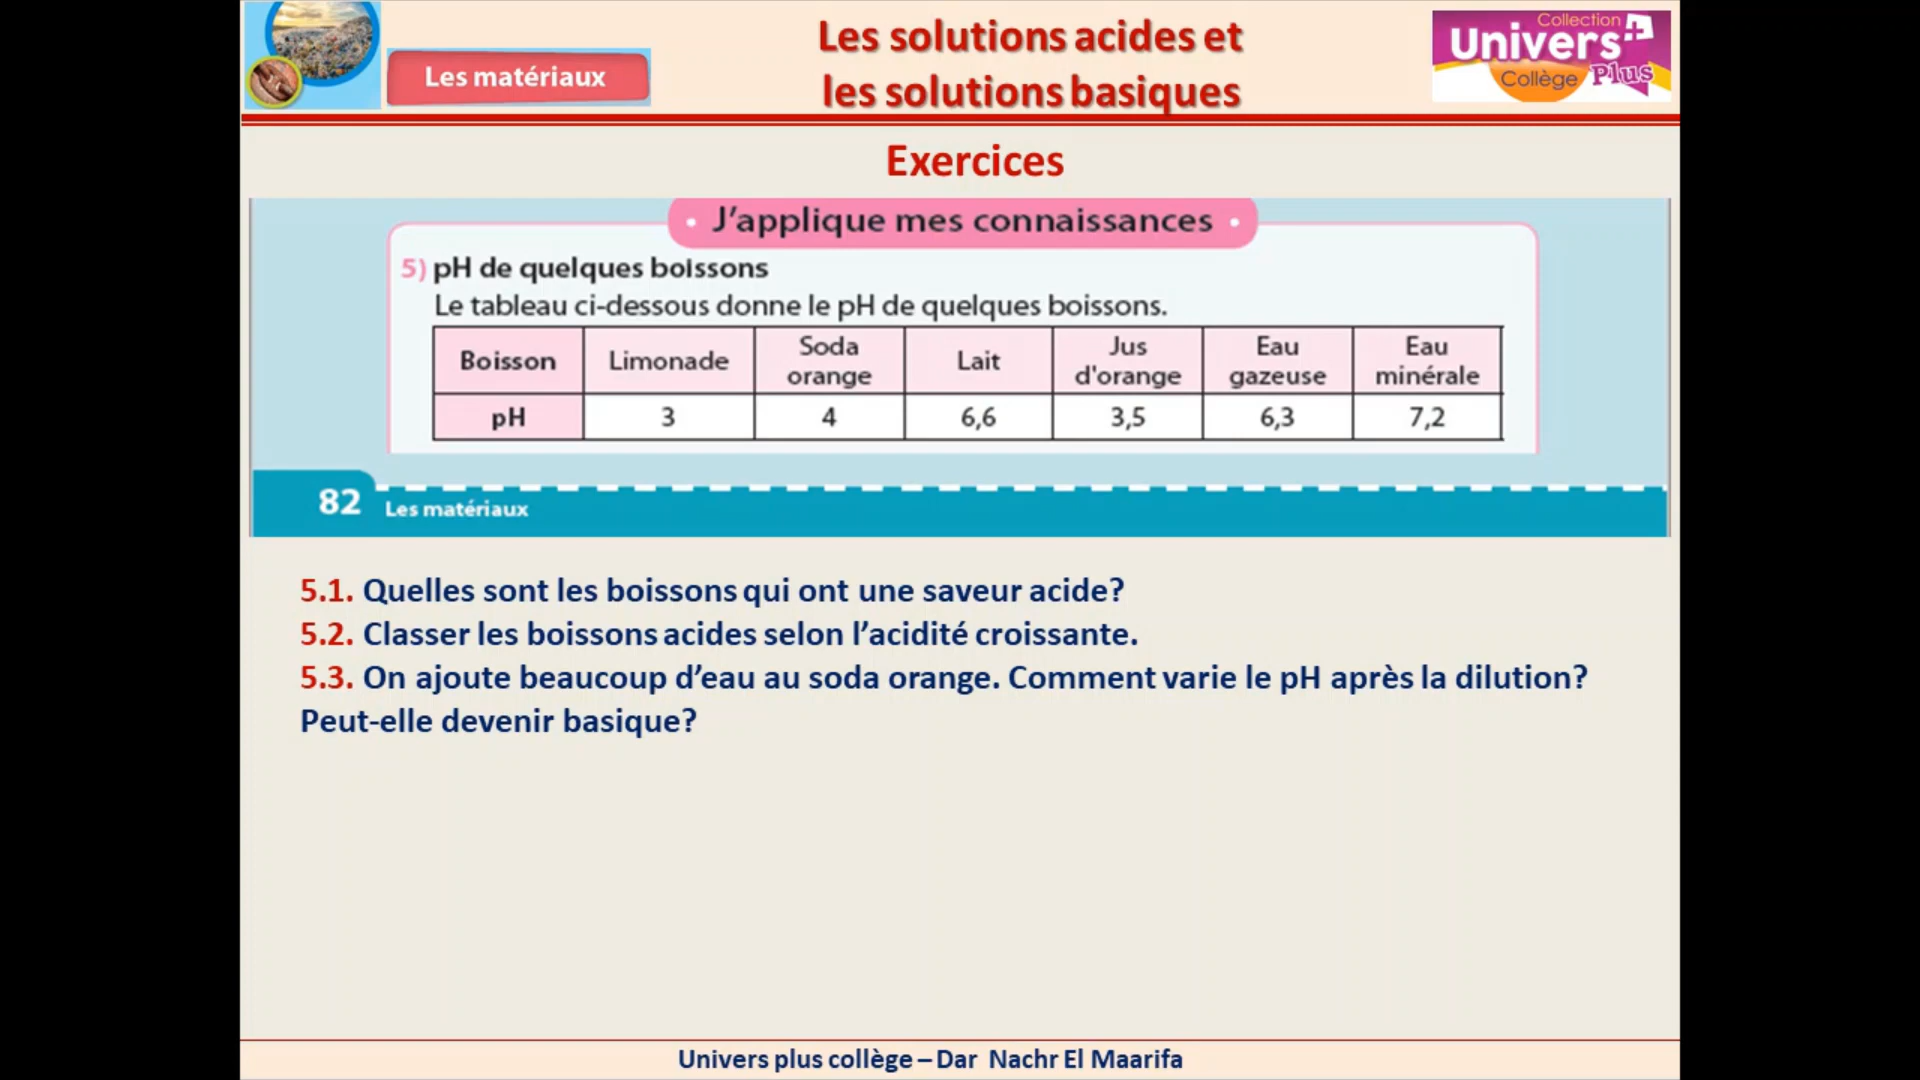 Les matériaux
Les solutions acides et
les solutions basiques
Collection
Univers
Collège Plus
Exercices
• J'applique mes connaissances •
5) pH de quelques boissons
Le tableau ci-dessous donne le pH de quelques boissons.
Boisson Limonade Soda orange Lait Jus d'orange Eau gazeuse Eau minérale
pH 3 4 6,6 3,5 6,3 7,2
82 Les matériaux
5.1. Quelles sont les boissons qui ont une saveur acide?
5.2. Classer les boissons acides selon l'acidité croissante.
5.3. On ajoute beaucoup d'eau au soda orange. Comment varie le pH après la dilution?
Peut-elle devenir basique?
Univers plus collège – Dar Nachr El Maarifa